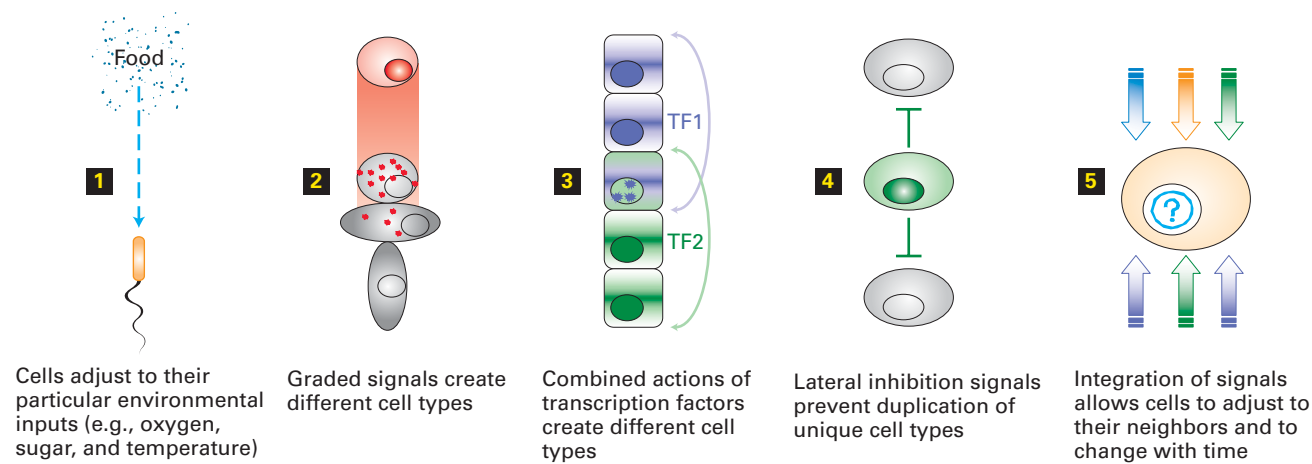 Food
1
2
3
TF1
TF2
4
5
?
Cells adjust to their
particular environmental
inputs (e.g., oxygen,
sugar, and temperature)
Graded signals create
different cell types
Combined actions of
transcription factors
create different cell
types
Lateral inhibition signals
prevent duplication of
unique cell types
Integration of signals
allows cells to adjust to
their neighbors and to
change with time